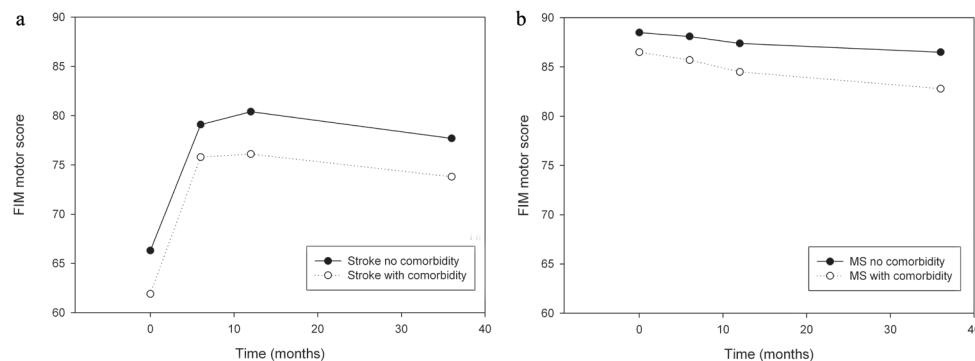 a
90
85
80
75
70
65
60
FIM motor score
0
10
20
30
40
Time (months)
Stroke no comorbidity
Stroke with comorbidity
b
90
85
80
75
70
65
60
FIM motor score
0
10
20
30
40
Time (months)
MS no comorbidity
MS with comorbidity